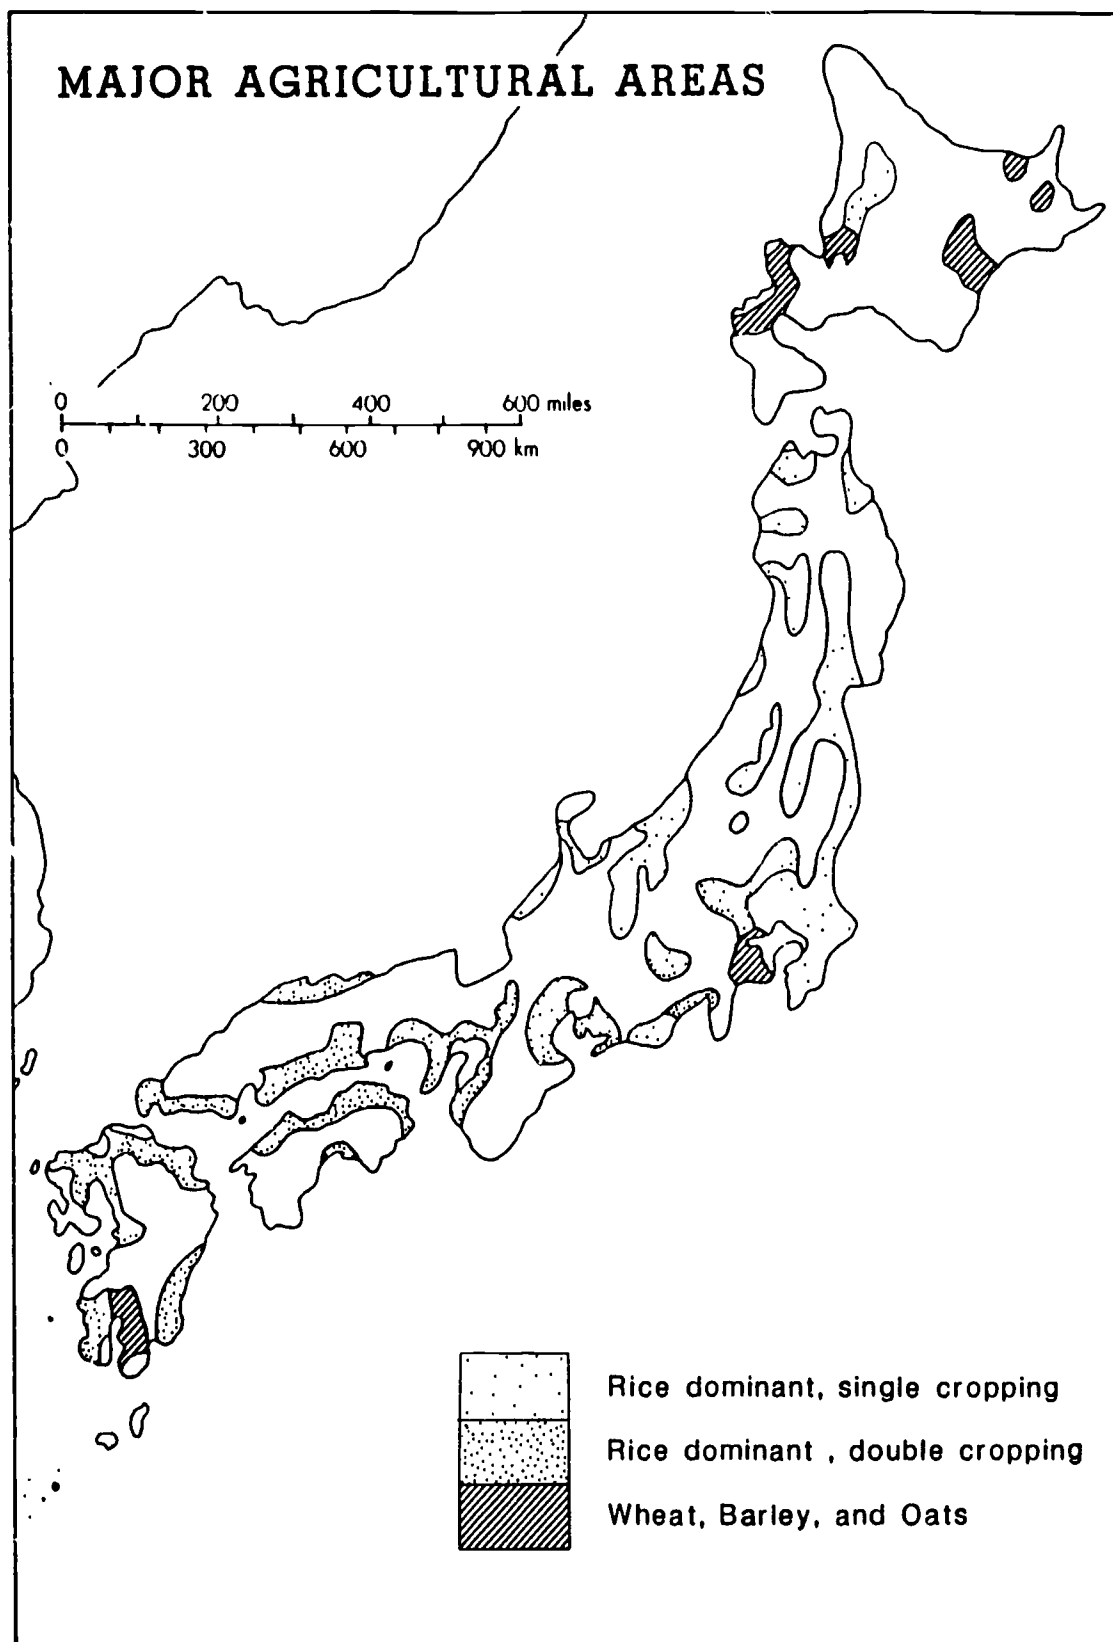 MAJOR AGRICULTURAL AREAS
0 200 400 600 miles
0 300 600 900 km
Rice dominant, single cropping
Rice dominant , double cropping
Wheat, Barley, and Oats